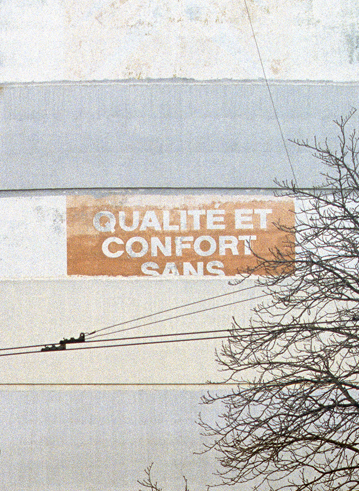 QUALITÉ ET
CONFORT
SANS